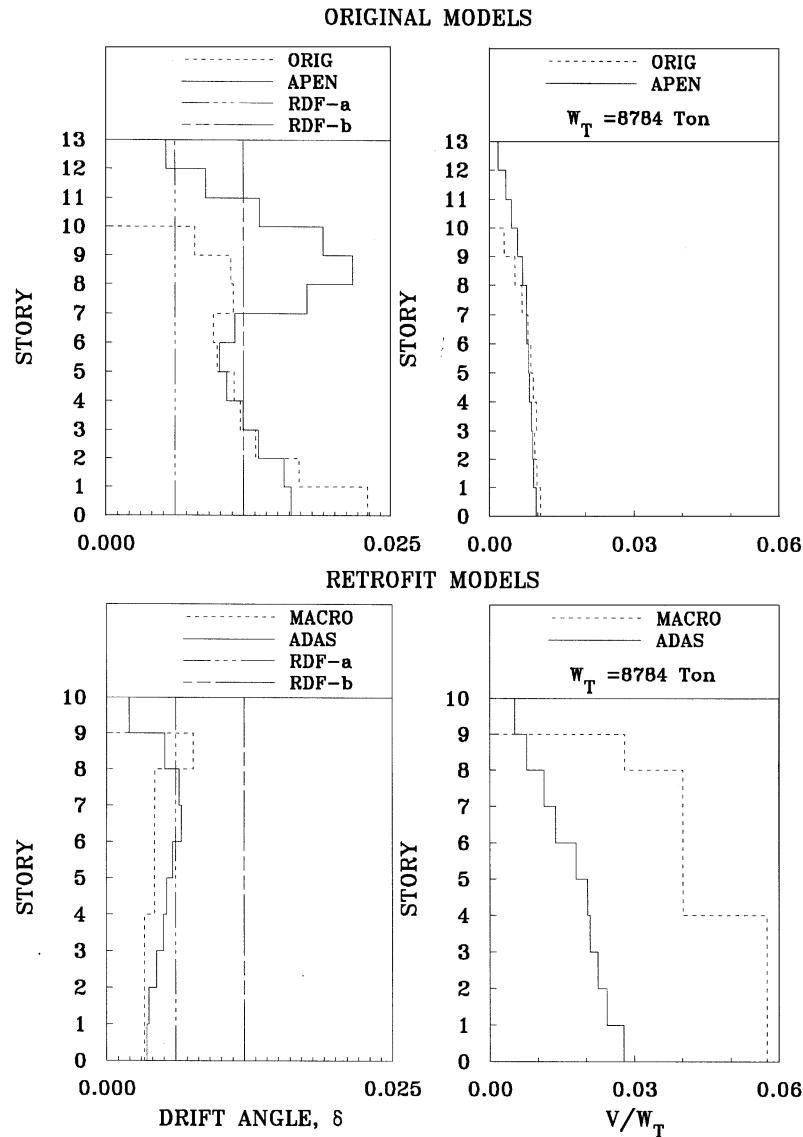 ORIGINAL MODELS
ORIG
APEN
RDF-a
RDF-b
13
12
11
10
9
8
7
6
5
4
3
2
1
0
STORY
0.000
0.025
ORIG
APEN
W_T =8784 Ton
13
12
11
10
9
8
7
6
5
4
3
2
1
0
STORY
0.00
0.03
0.06
RETROFIT MODELS
MACRO
ADAS
RDF-a
RDF-b
10
9
8
7
6
5
4
3
2
1
0
STORY
0.000
0.025
DRIFT ANGLE, δ
MACRO
ADAS
W_T =8784 Ton
10
9
8
7
6
5
4
3
2
1
0
STORY
0.00
0.03
0.06
V/W_T